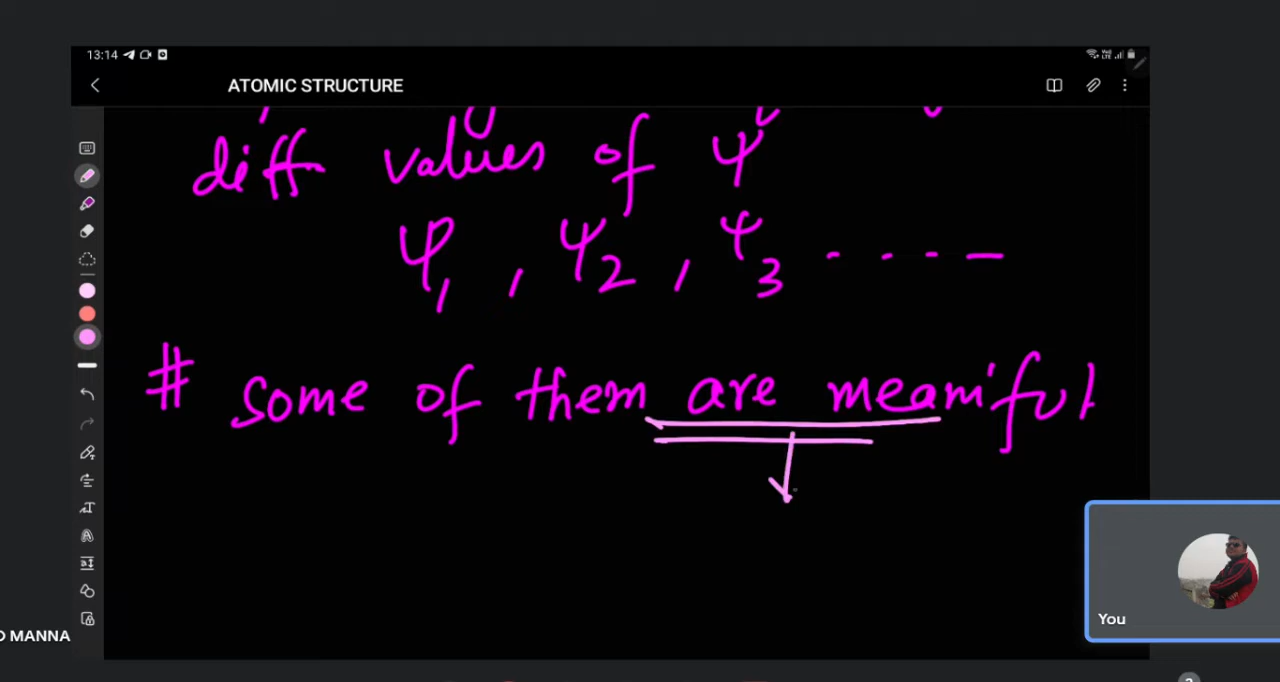 13:14
ATOMIC STRUCTURE
diff values of ψ
ψ1, ψ2, ψ3 ....—
# some of them are meaniful
You
MANNA